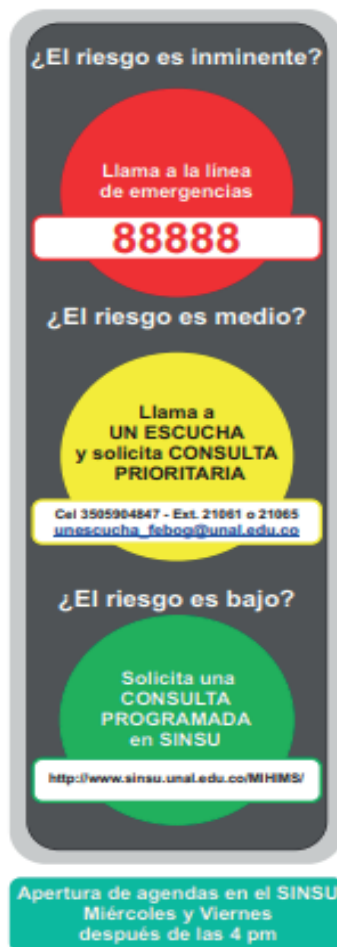 ¿El riesgo es inminente?
Llama a la línea
de emergencias
88888
¿El riesgo es medio?
Llama a
UN ESCUCHA
y solicita CONSULTA
PRIORITARIA
Cel 3505904847 - Ext. 21061 o 21065
unescucha_febog@unal.edu.co
¿El riesgo es bajo?
Solicita una
CONSULTA
PROGRAMADA
en SINSU
http://www.sinsu.unal.edu.co/MIHIMS/
Apertura de agendas en el SINSU
Miércoles y Viernes
después de las 4 pm